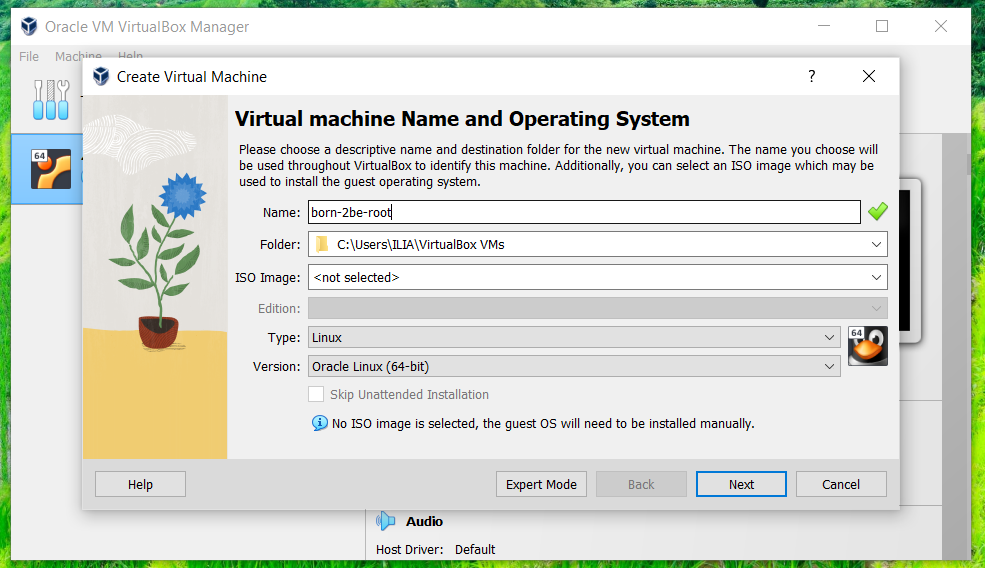 Oracle VM VirtualBox Manager
File Machine Help
Create Virtual Machine ?
64
Virtual machine Name and Operating System
Please choose a descriptive name and destination folder for the new virtual machine. The name you choose will
be used throughout VirtualBox to identify this machine. Additionally, you can select an ISO image which may
be used to install the guest operating system.
Name: born-2be-root
Folder: C:\Users\ILIA\VirtualBox VMs
ISO Image: <not selected>
Edition:
Type: Linux
64
Version: Oracle Linux (64-bit)
Skip Unattended Installation
No ISO image is selected, the guest OS will need to be installed manually.
Help Expert Mode Back Next Cancel
Audio
Host Driver: Default